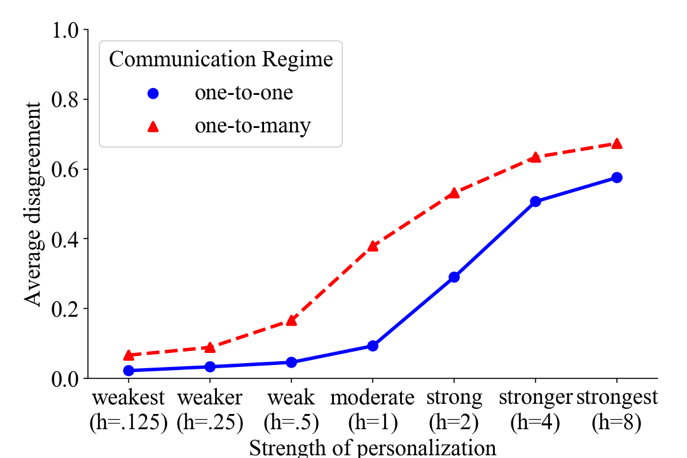 1.0
0.8
0.6
0.4
0.2
0.0
Average disagreement
Communication Regime
one-to-one
one-to-many
weakest weaker weak moderate strong stronger strongest
(h=.125) (h=.25) (h=.5) (h=1) (h=2) (h=4) (h=8)
Strength of personalization